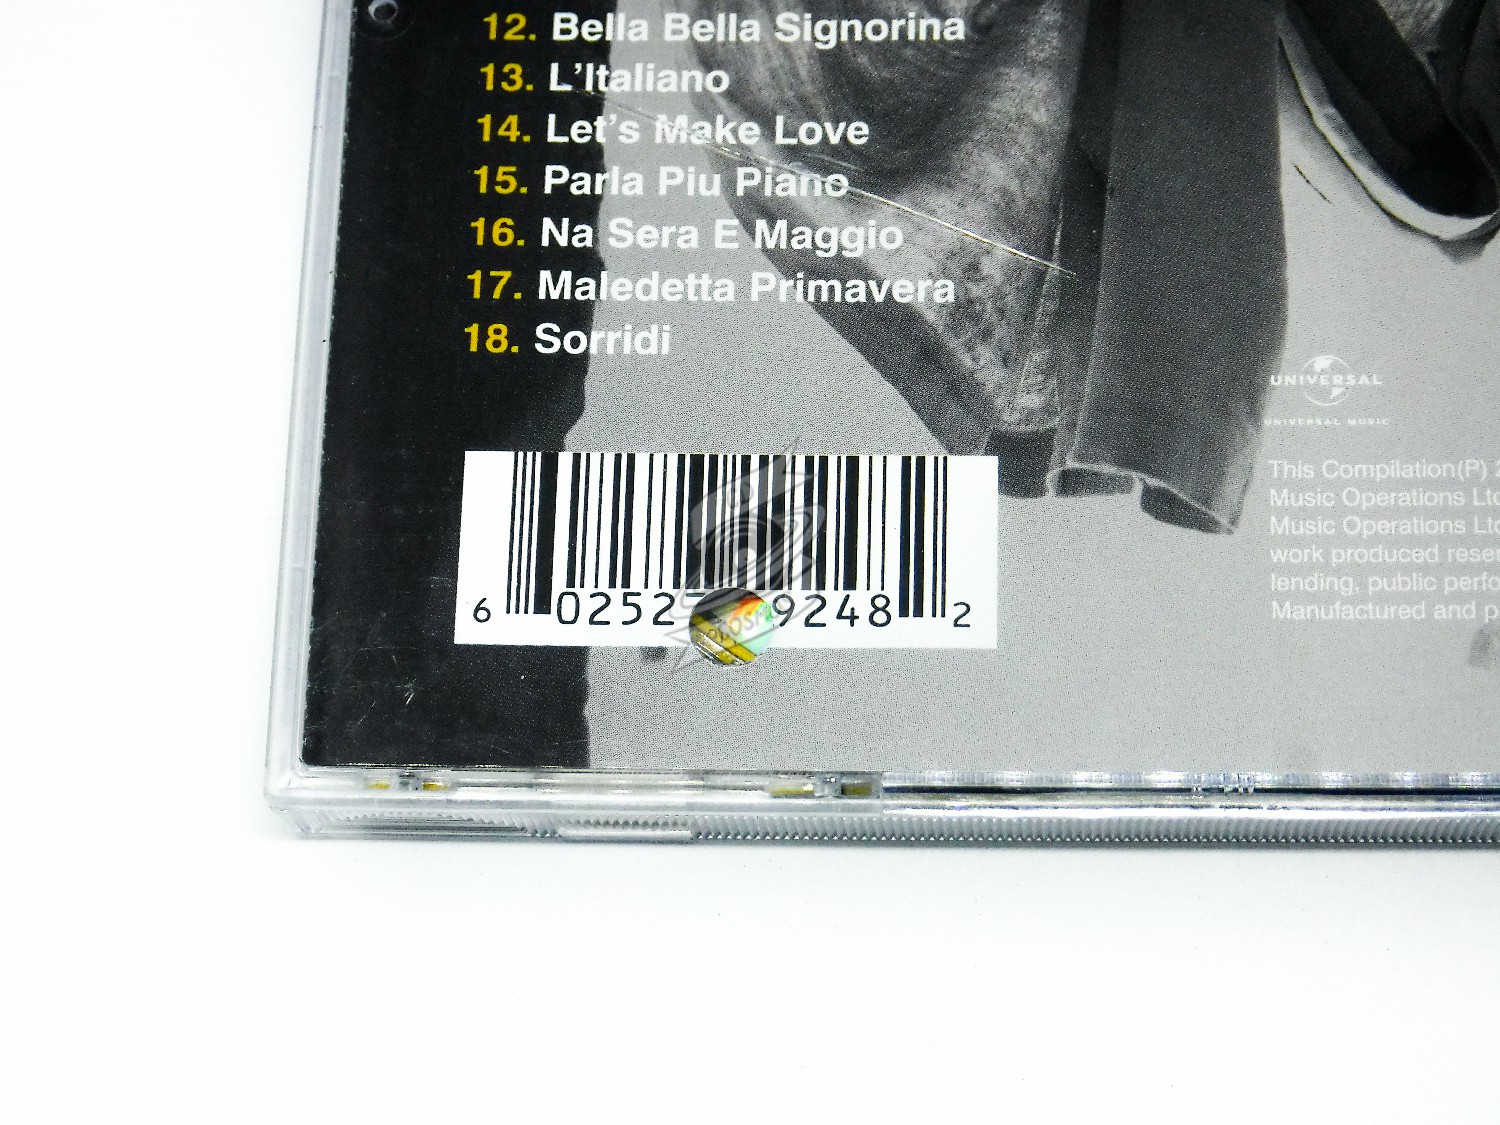 12. Bella Bella Signorina
13. L'Italiano
14. Let's Make Love
15. Parla Piu Piano
16. Na Sera E Maggio
17. Maledetta Primavera
18. Sorridi
UNIVERSAL
UNIVERSAL MUSIC
This Compilation(P)
Music Operations Ltd
Music Operations Ltd
work produced
lending, public
Manufactured and
6 02527 9248 2